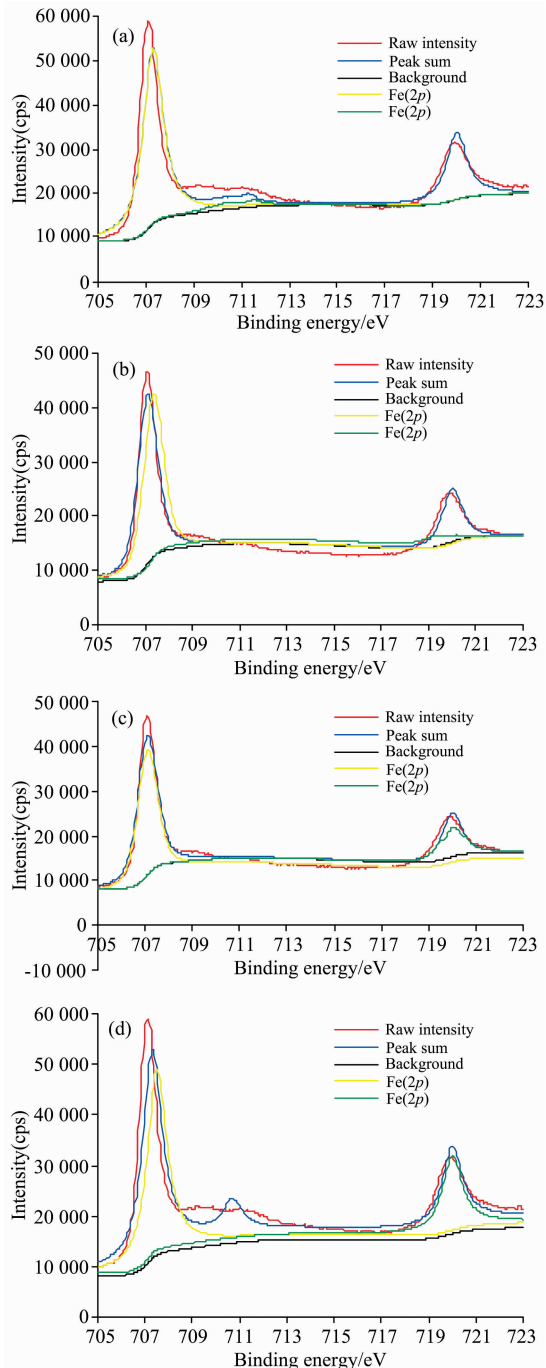 (a)
Raw intensity
Peak sum
Background
Fe(2p)
Fe(2p)
Intensity(cps)
60 000
50 000
40 000
30 000
20 000
10 000
0
705 707 709 711 713 715 717 719 721 723
Binding energy/eV
(b)
Raw intensity
Peak sum
Background
Fe(2p)
Fe(2p)
Intensity(cps)
50 000
40 000
30 000
20 000
10 000
0
705 707 709 711 713 715 717 719 721 723
Binding energy/eV
(c)
Raw intensity
Peak sum
Background
Fe(2p)
Fe(2p)
Intensity(cps)
50 000
40 000
30 000
20 000
10 000
0
705 707 709 711 713 715 717 719 721 723
-10 000
Binding energy/eV
(d)
Raw intensity
Peak sum
Background
Fe(2p)
Fe(2p)
Intensity(cps)
60 000
50 000
40 000
30 000
20 000
10 000
0
705 707 709 711 713 715 717 719 721 723
Binding energy/eV